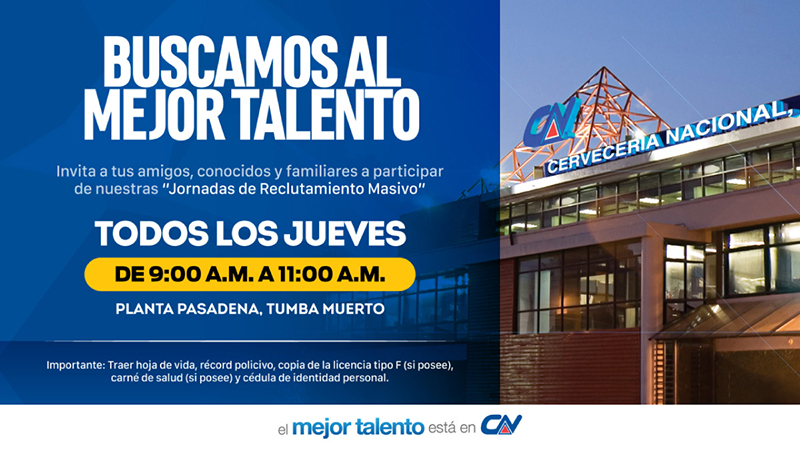 BUSCAMOS AL
MEJOR TALENTO
Invita a tus amigos, conocidos y familiares a participar
de nuestras “Jornadas de Reclutamiento Masivo”
TODOS LOS JUEVES
DE 9:00 A.M. A 11:00 A.M.
PLANTA PASADENA, TUMBA MUERTO
Importante: Traer hoja de vida, récord policivo, copia de la licencia tipo F (si posee),
carné de salud (si posee) y cédula de identidad personal.
CN
CERVECERIA NACIONAL,
el mejor talento está en CN